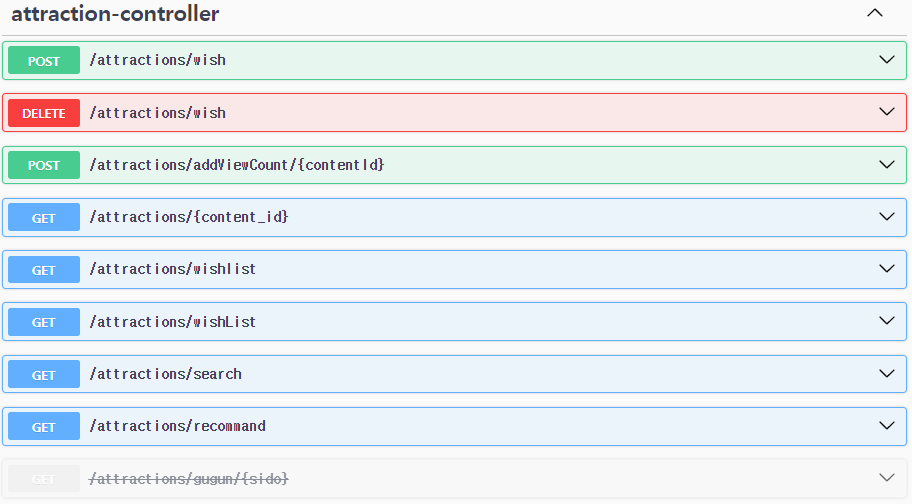 attraction-controller
POST /attractions/wish
DELETE /attractions/wish
POST /attractions/addViewCount/{contentId}
GET /attractions/{content_id}
GET /attractions/wishlist
GET /attractions/wishList
GET /attractions/search
GET /attractions/recommand
GET /attractions/gugun/{sido}